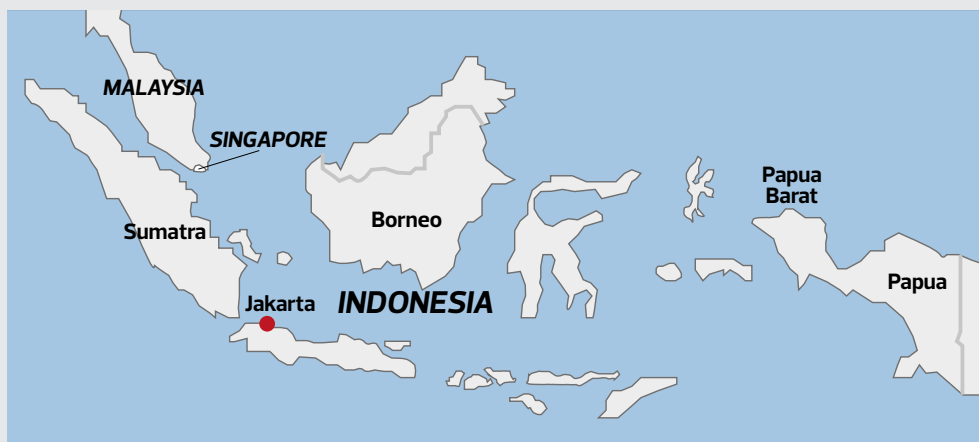 MALAYSIA
SINGAPORE
Papua
Barat
Sumatra
Borneo
Papua
Jakarta
INDONESIA